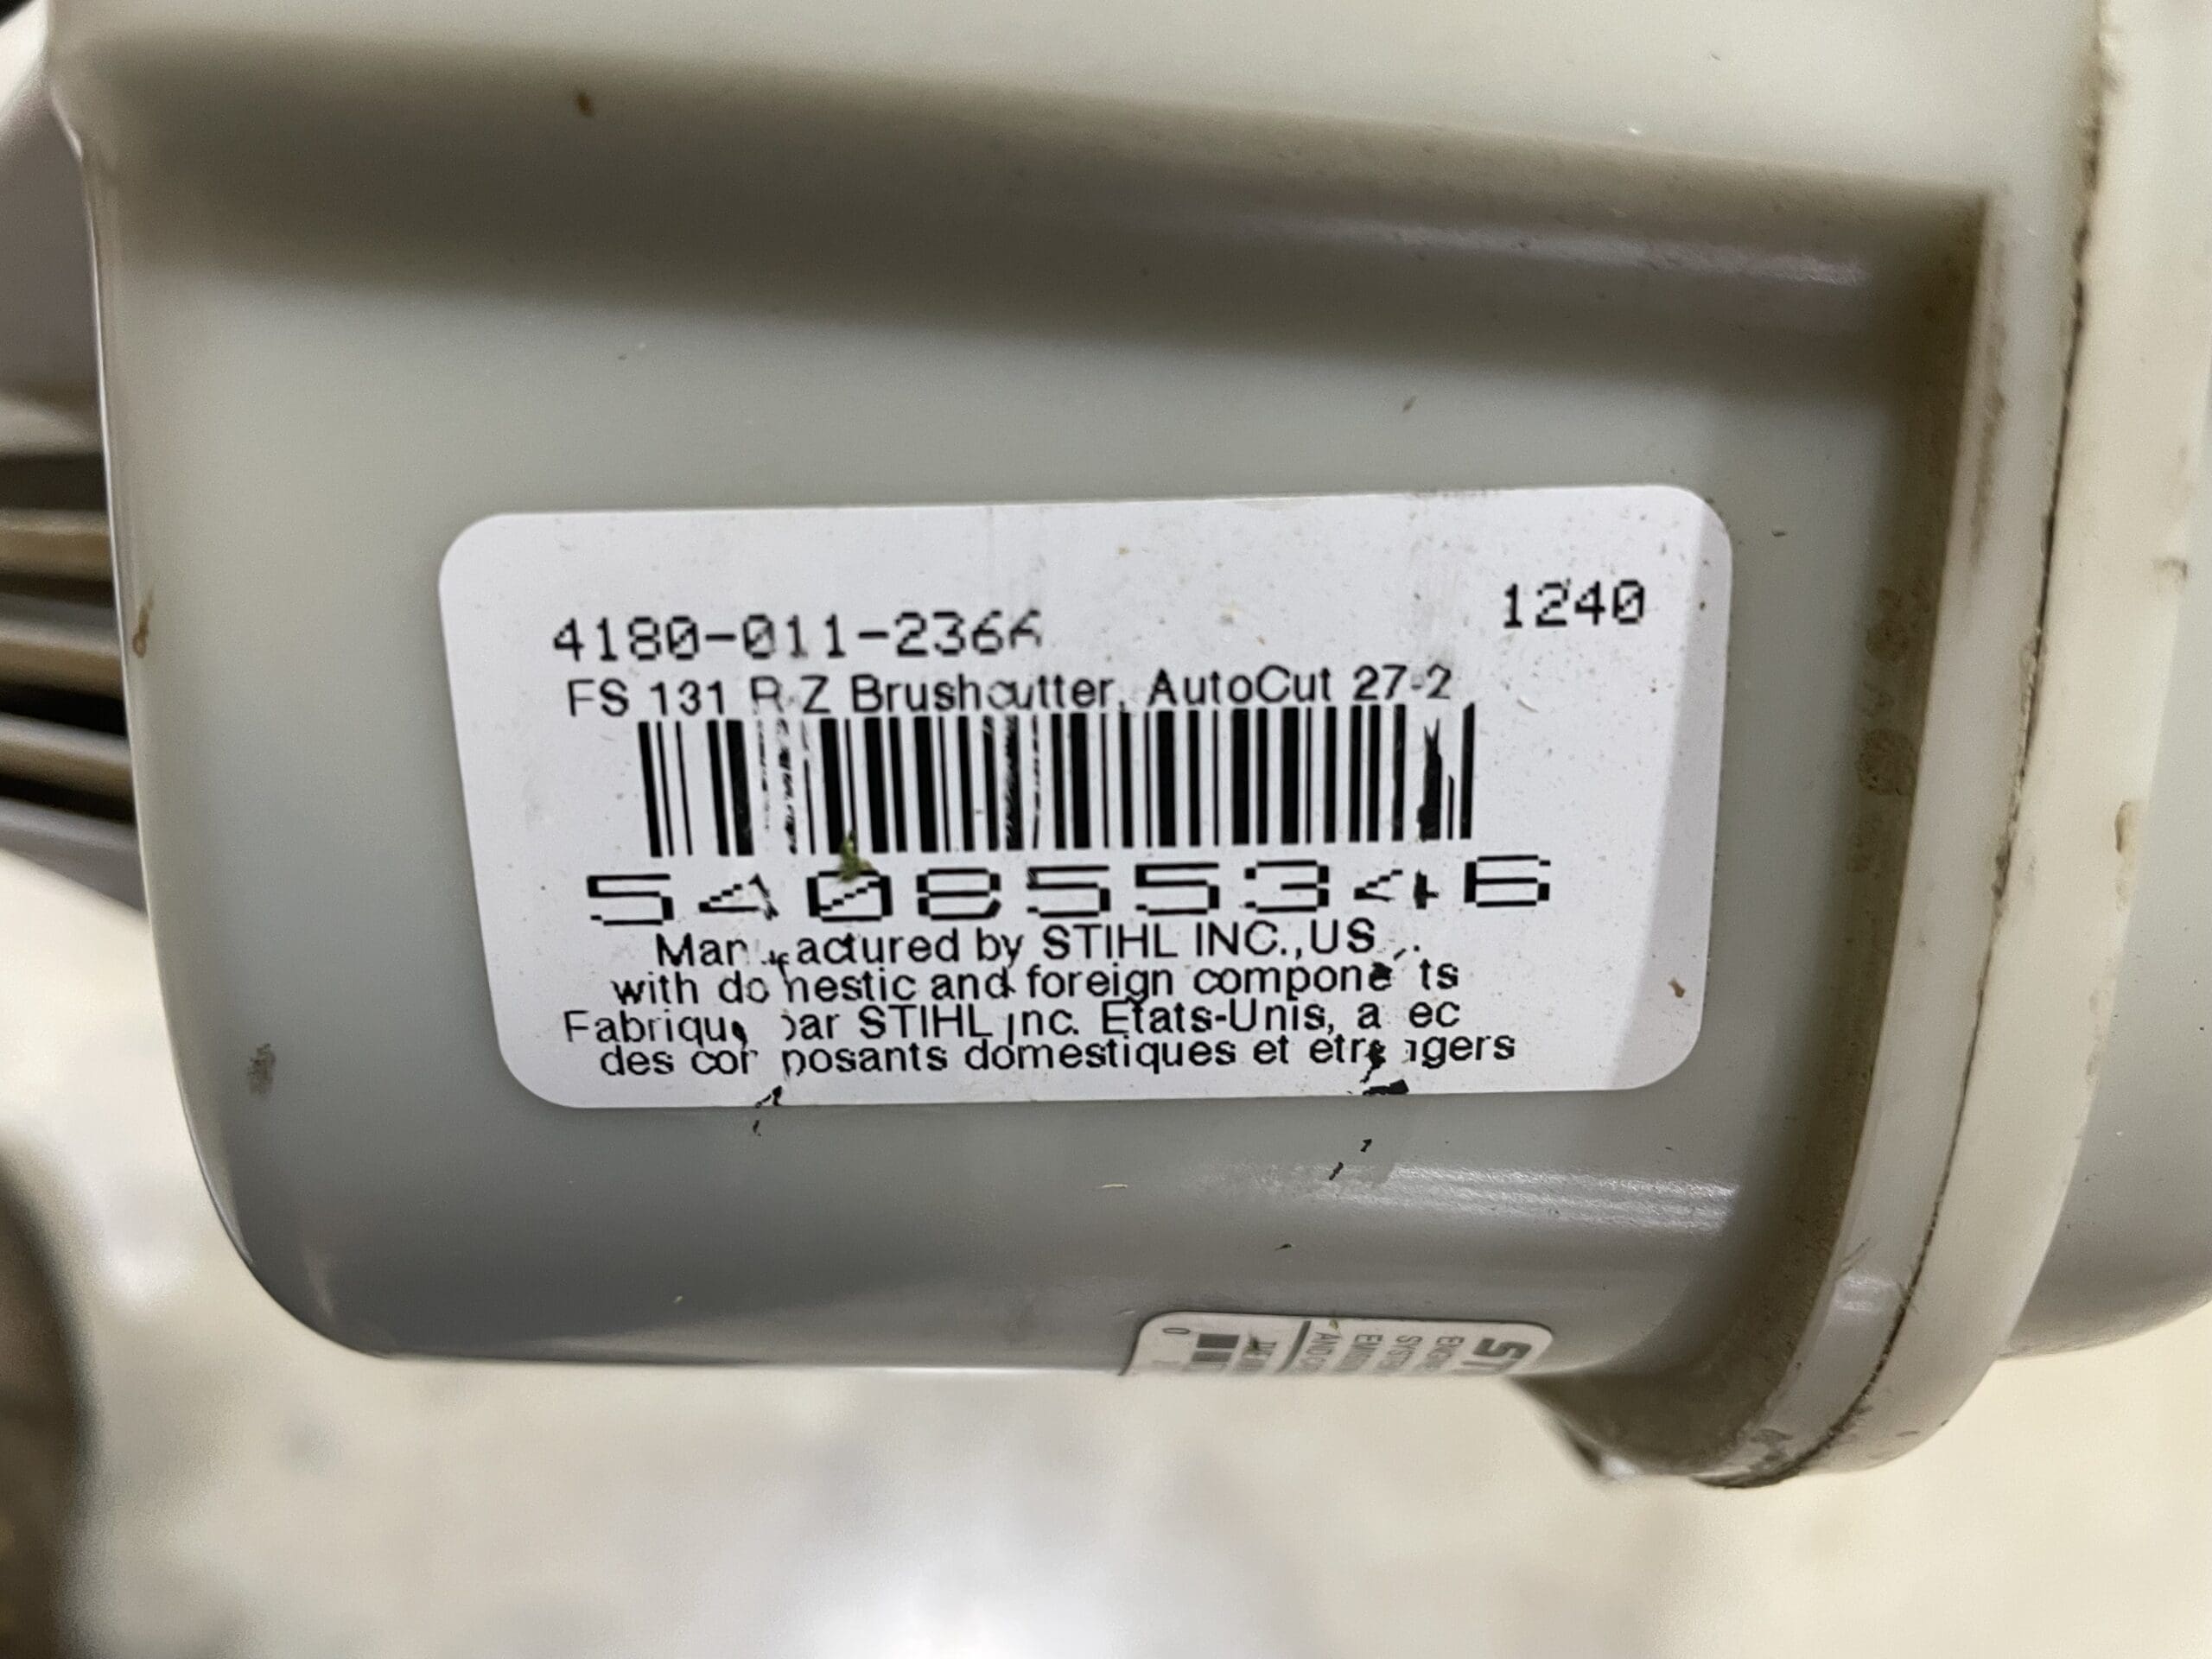 4180-011-2366
1240
FS 131 R-Z Brushcutter, AutoCut 27-2
540855346
Manufactured by STIHL INC.,US
with domestic and foreign components
Fabrique par STIHL Inc. Etats-Unis, avec
des composants domestiques et etrangers